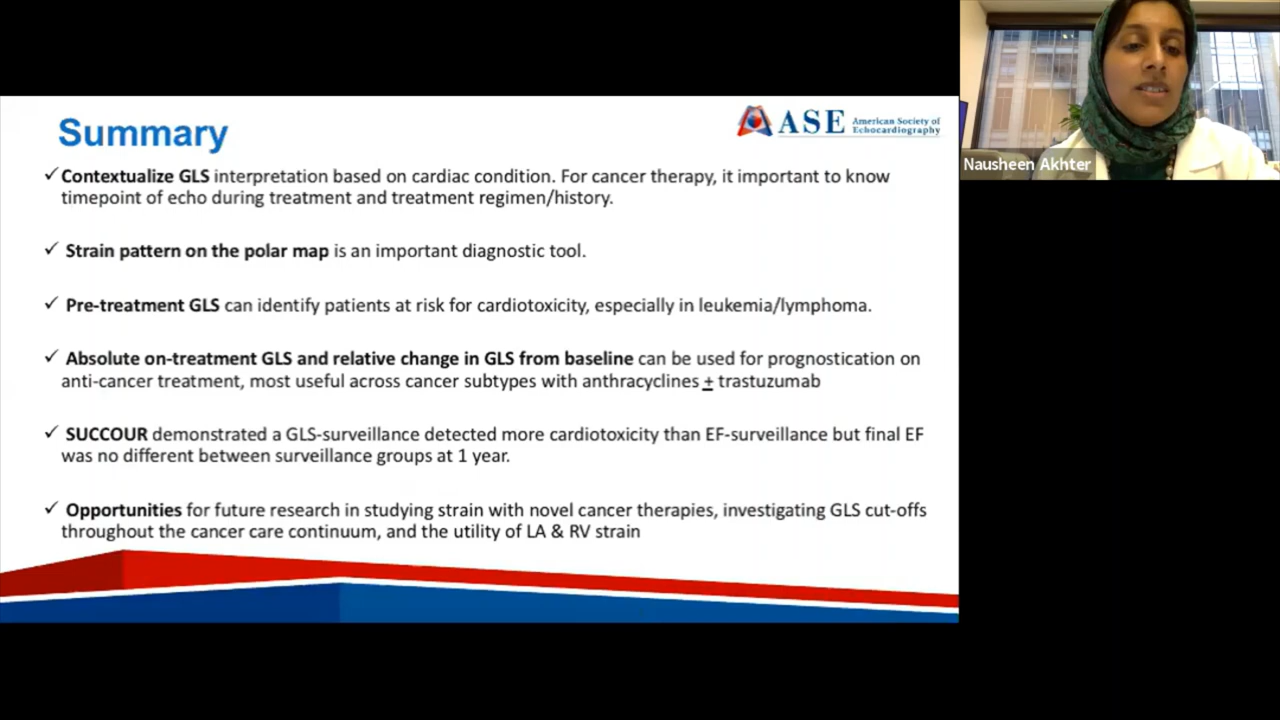 Summary
ASE American Society of
Echocardiography
Nausheen Akhter
✓Contextualize GLS interpretation based on cardiac condition. For cancer therapy, it important to know
timepoint of echo during treatment and treatment regimen/history.
✓ Strain pattern on the polar map is an important diagnostic tool.
✓ Pre-treatment GLS can identify patients at risk for cardiotoxicity, especially in leukemia/lymphoma.
✓ Absolute on-treatment GLS and relative change in GLS from baseline can be used for prognostication on
anti-cancer treatment, most useful across cancer subtypes with anthracyclines + trastuzumab
✓ SUCCOUR demonstrated a GLS-surveillance detected more cardiotoxicity than EF-surveillance but final EF
was no different between surveillance groups at 1 year.
✓ Opportunities for future research in studying strain with novel cancer therapies, investigating GLS cut-offs
throughout the cancer care continuum, and the utility of LA & RV strain